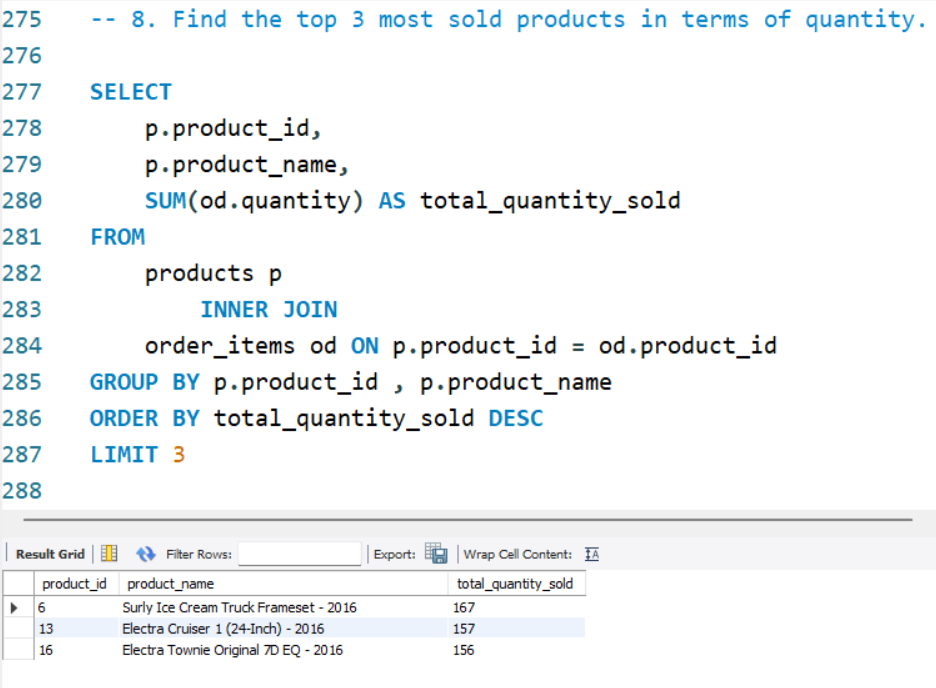 275 -- 8. Find the top 3 most sold products in terms of quantity.
276
277 SELECT
278 p.product_id,
279 p.product_name,
280 SUM(od.quantity) AS total_quantity_sold
281 FROM
282 products p
283 INNER JOIN
284 order_items od ON p.product_id = od.product_id
285 GROUP BY p.product_id , p.product_name
286 ORDER BY total_quantity_sold DESC
287 LIMIT 3
288
Result Grid Filter Rows: Export: Wrap Cell Content: IA
product_id product_name total_quantity_sold
6 Surly Ice Cream Truck Frameset - 2016 167
13 Electra Cruiser 1 (24-Inch) - 2016 157
16 Electra Townie Original 7D EQ - 2016 156